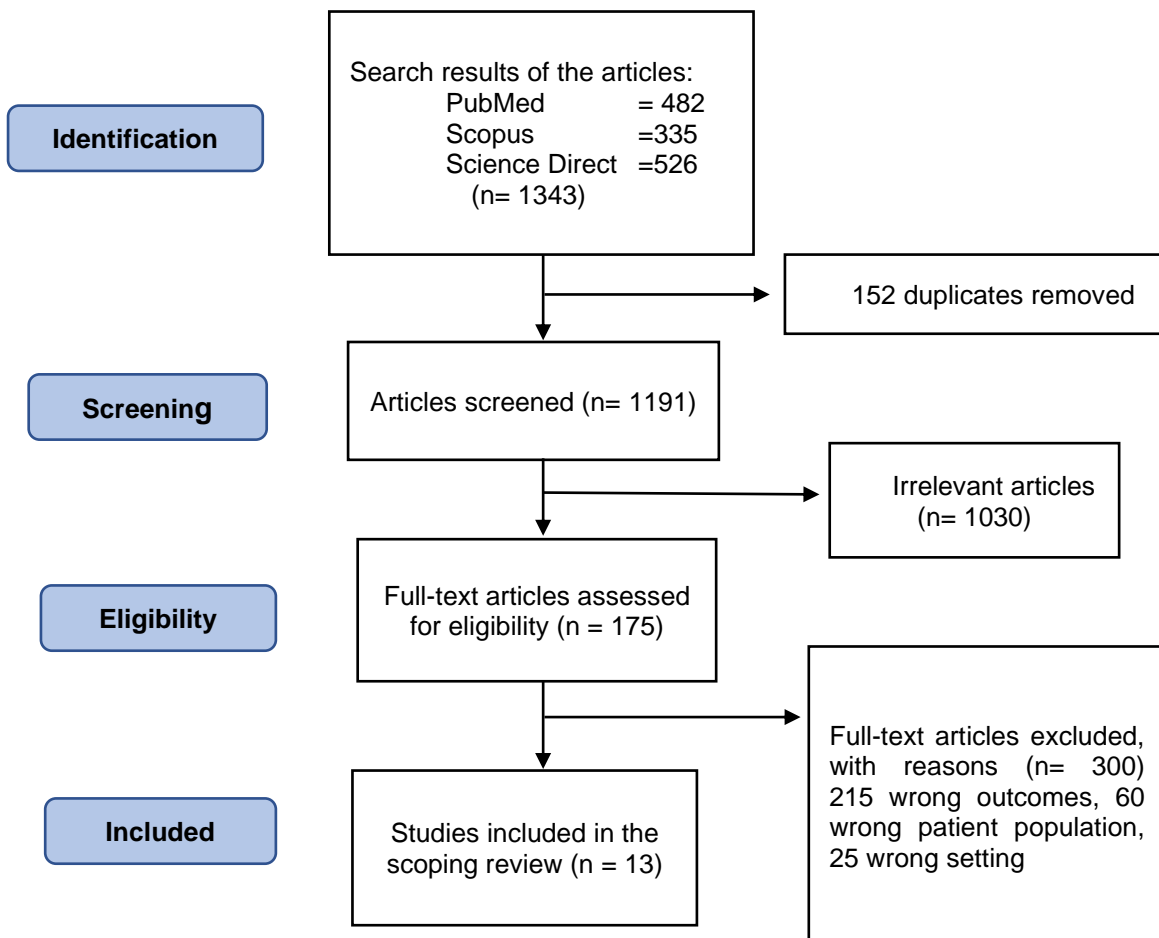 Search results of the articles:
PubMed = 482
Scopus =335
Science Direct =526
(n= 1343)
Identification
152 duplicates removed
Articles screened (n= 1191)
Screening
Irrelevant articles
(n= 1030)
Full-text articles assessed
for eligibility (n = 175)
Eligibility
Full-text articles excluded,
with reasons (n= 300)
215 wrong outcomes, 60
wrong patient population,
25 wrong setting
Included
Studies included in the
scoping review (n = 13)